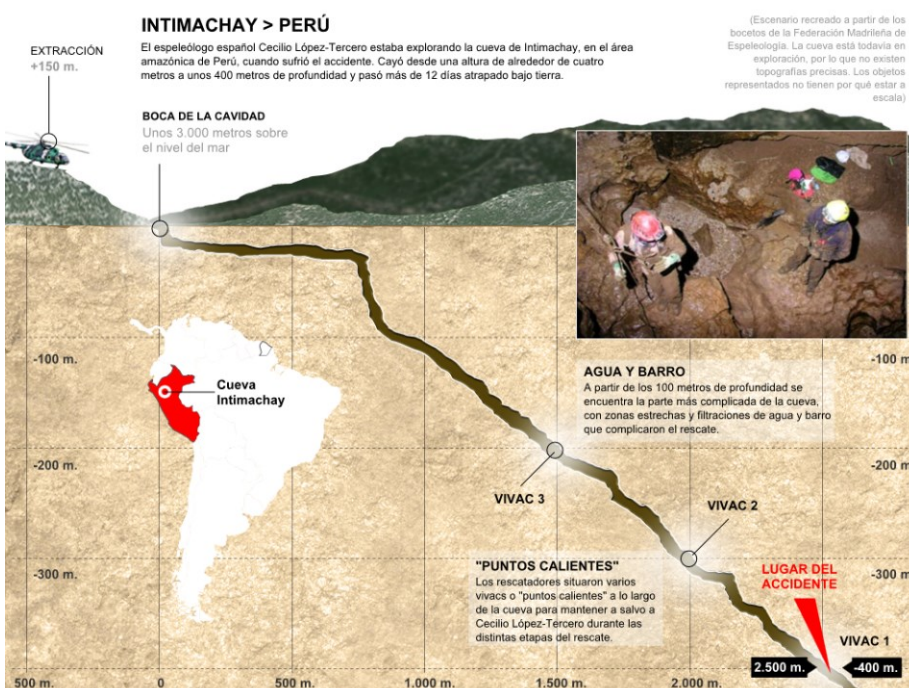 INTIMACHAY > PERÚ
El espeleólogo español Cecilio López-Tercero estaba explorando la cueva de Intimachay, en el área
amazónica de Perú, cuando sufrió el accidente. Cayó desde una altura de alrededor de cuatro
metros a unos 400 metros de profundidad y pasó más de 12 días atrapado bajo tierra.
(Escenario recreado a partir de los
bocetos de la Federación Madrileña de
Espeleología. La cueva está todavía en
exploración, por lo que no existen
topografías precisas. Los objetos
representados no tienen por qué estar a
escala)
EXTRACCIÓN
+150 m.
BOCA DE LA CAVIDAD
Unos 3.000 metros sobre
el nivel del mar
-100 m.
-100 m
Cueva
Intimachay
AGUA Y BARRO
A partir de los 100 metros de profundidad se
encuentra la parte más complicada de la cueva,
con zonas estrechas y filtraciones de agua y barro
que complicaron el rescate.
-200 m.
-200 m
VIVAC 3
VIVAC 2
"PUNTOS CALIENTES"
Los rescatadores situaron varios
vivacs o "puntos calientes" a lo largo
de la cueva para mantener a salvo a
Cecilio López-Tercero durante las
distintas etapas del rescate.
-300 m.
-300 m
LUGAR DEL
ACCIDENTE
VIVAC 1
2.500 m.
-400 m.
500 m.
0
500 m.
1.000 m.
1.500 m.
2.000 m.